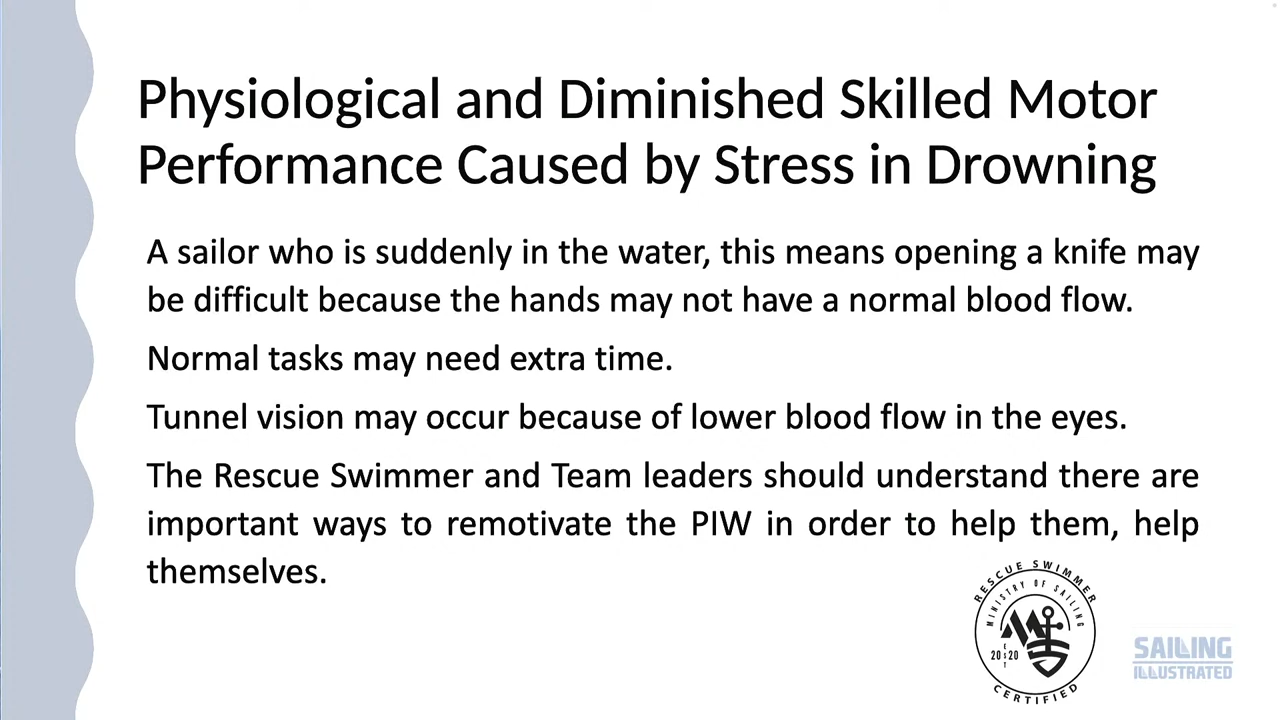 Physiological and Diminished Skilled Motor
Performance Caused by Stress in Drowning
A sailor who is suddenly in the water, this means opening a knife may
be difficult because the hands may not have a normal blood flow.
Normal tasks may need extra time.
Tunnel vision may occur because of lower blood flow in the eyes.
The Rescue Swimmer and Team leaders should understand there are
important ways to remotivate the PIW in order to help them, help
themselves.
RESCUE SWIMMER
MINISTRY OF SAILING
EST
2020
CERTIFIED
SAILING
ILLUSTRATED